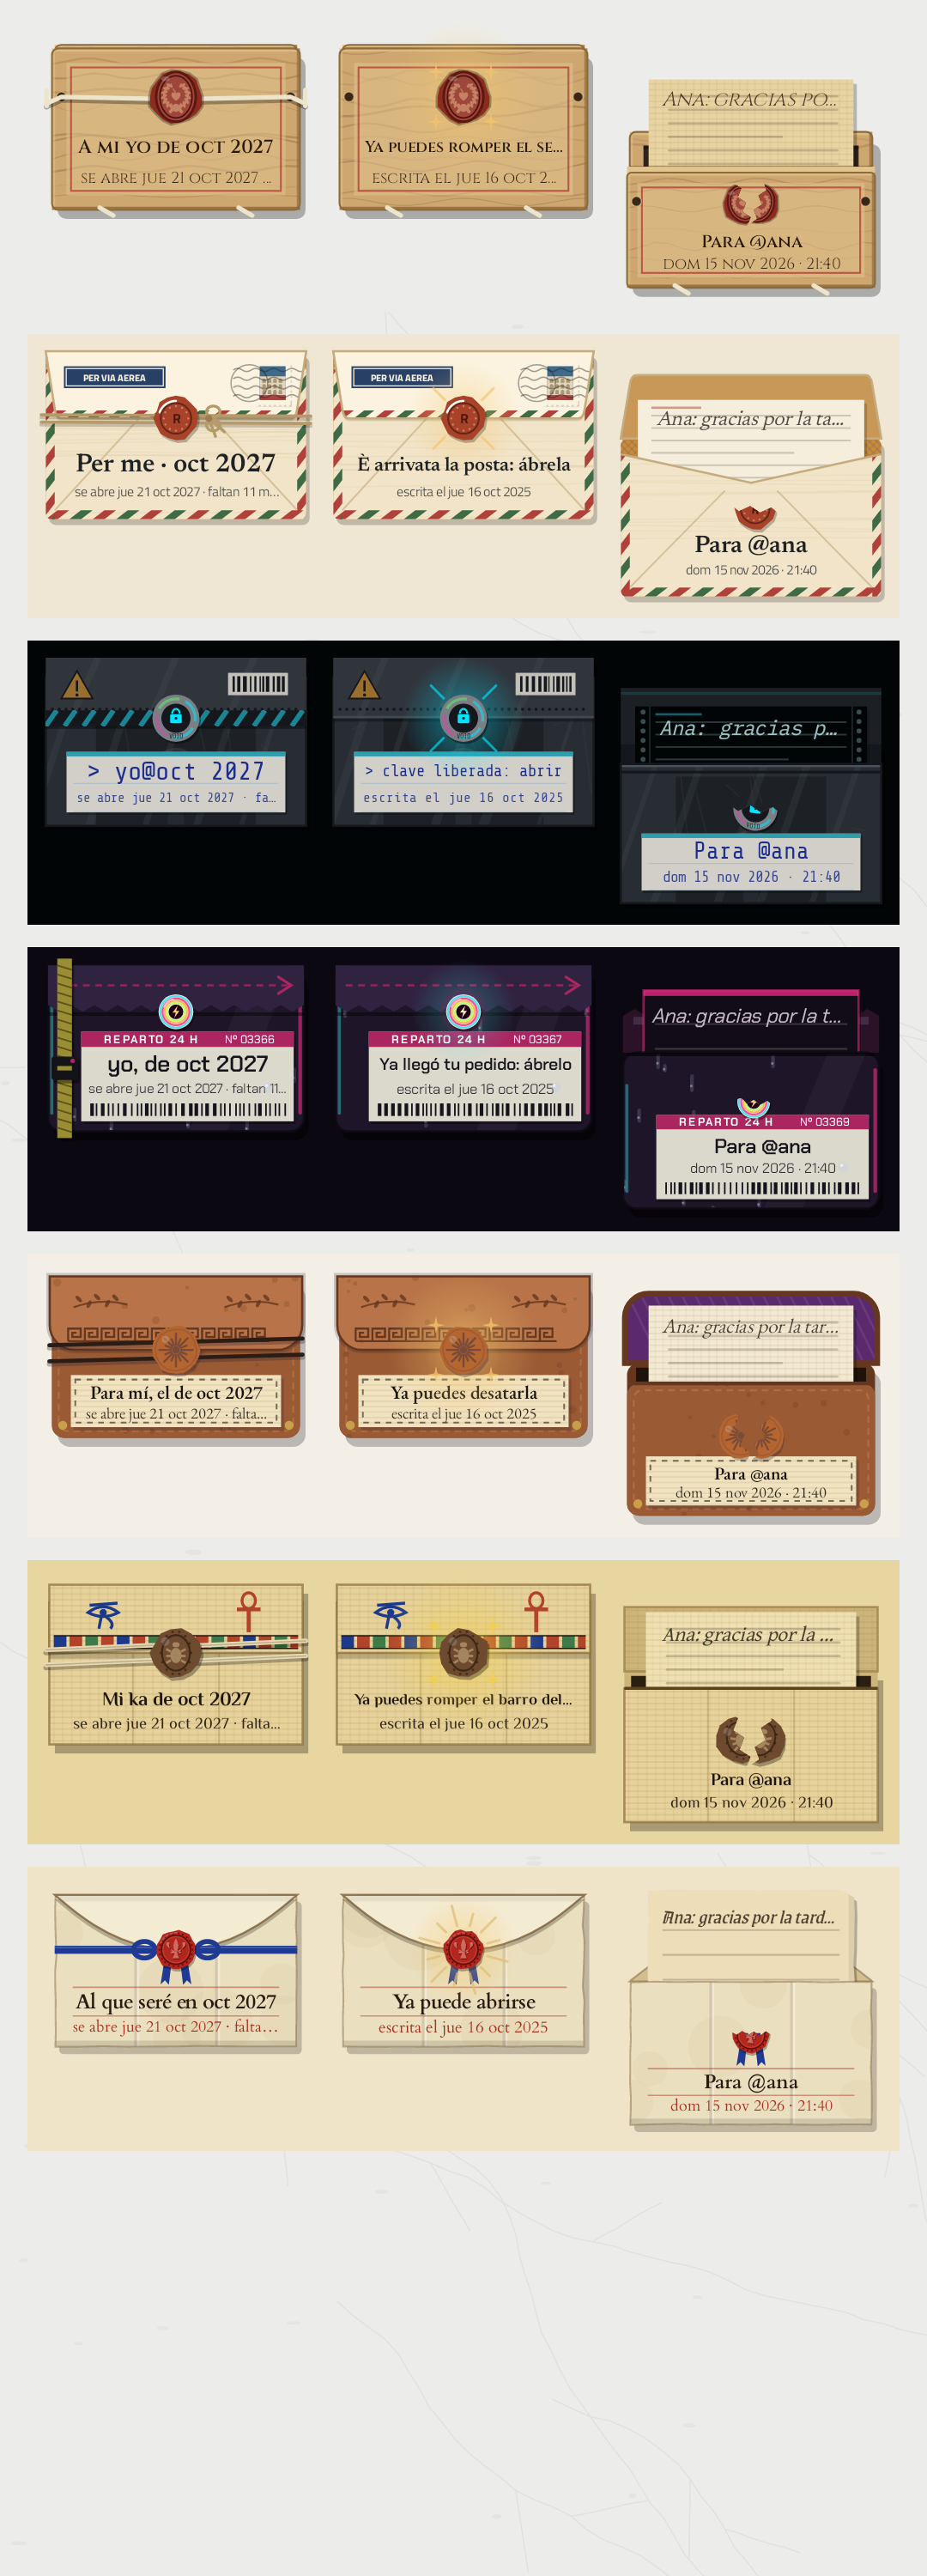 A MI YO DE OCT 2027
SE ABRE JUE 21 OCT 2027 ...
YA PUEDES ROMPER EL SE...
ESCRITA EL JUE 16 OCT 2...
ANA: GRACIAS PO...
PARA @ANA
DOM 15 NOV 2026 · 21:40
PER VIA AEREA
R
Per me · oct 2027
se abre jue 21 oct 2027 · faltan 11 m...
PER VIA AEREA
R
È arrivata la posta: ábrela
escrita el jue 16 oct 2025
Ana: gracias por la ta...
Para @ana
dom 15 nov 2026 · 21:40
> yo@oct 2027
se abre jue 21 oct 2027 · fa...
> clave liberada: abrir
escrita el jue 16 oct 2025
Ana: gracias p...
Para @ana
dom 15 nov 2026 · 21:40
REPARTO 24 H Nº 03366
yo, de oct 2027
se abre jue 21 oct 2027 · faltan 11...
REPARTO 24 H Nº 03367
Ya llegó tu pedido: ábrelo
escrita el jue 16 oct 2025
Ana: gracias por la t...
REPARTO 24 H Nº 03369
Para @ana
dom 15 nov 2026 · 21:40
Para mí, el de oct 2027
se abre jue 21 oct 2027 · falta...
Ya puedes desatarla
escrita el jue 16 oct 2025
Ana: gracias por la tar...
Para @ana
dom 15 nov 2026 · 21:40
Mi ka de oct 2027
se abre jue 21 oct 2027 · falta...
Ya puedes romper el barro del...
escrita el jue 16 oct 2025
Ana: gracias por la ...
Para @ana
dom 15 nov 2026 · 21:40
Al que seré en oct 2027
se abre jue 21 oct 2027 · falta...
Ya puede abrirse
escrita el jue 16 oct 2025
Ana: gracias por la tard...
Para @ana
dom 15 nov 2026 · 21:40